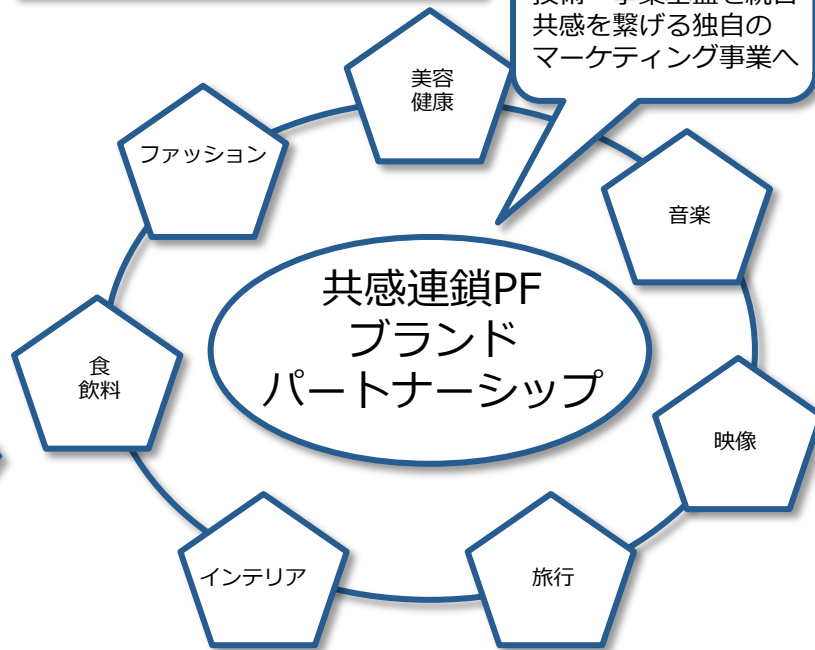 共感を繋げる独自の
マーケティング事業へ
美容
健康
ファッション
音楽
共感連鎖PF
ブランド
パートナーシップ
食
飲料
映像
インテリア
旅行